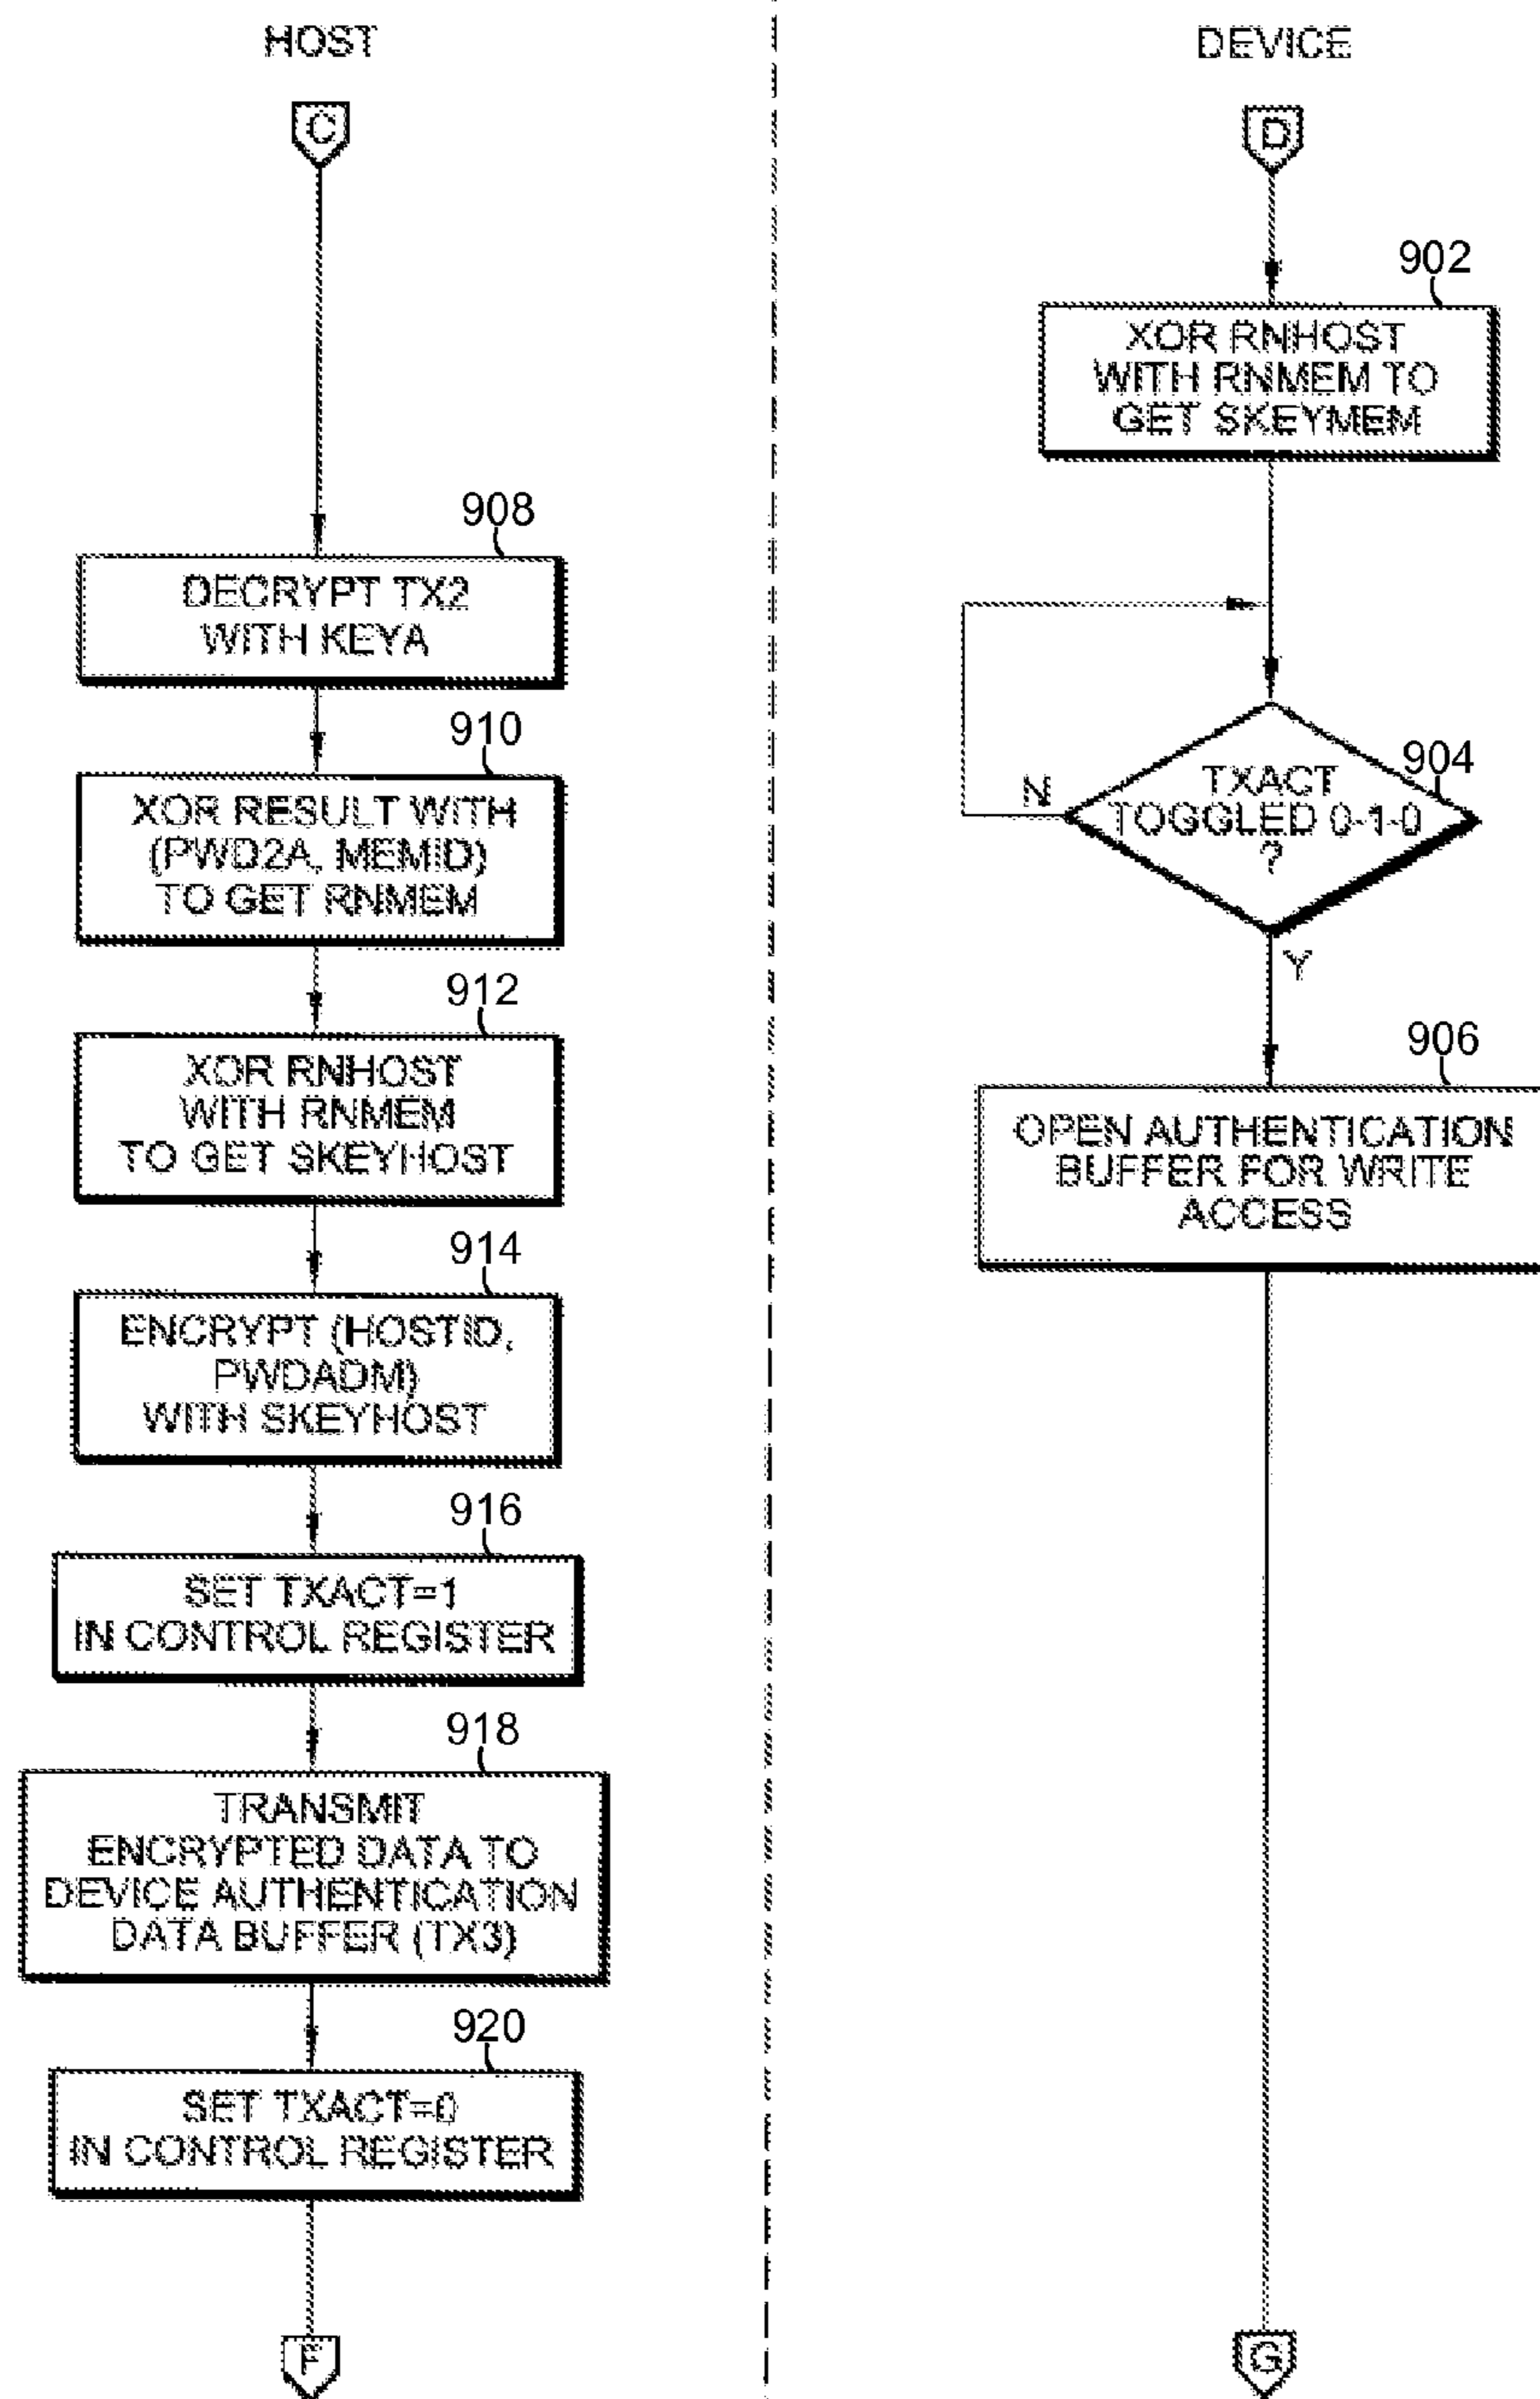 HOST
C
908
DECRYPT TX2
WITH KEYA
910
XOR RESULT WITH
(PWD2A, MEMID)
TO GET RNMEM
912
XOR RNHOST
WITH RNMEM
TO GET SKEYHOST
914
ENCRYPT (HOSTID,
PWDADM)
WITH SKEYHOST
916
SET TXACT=1
IN CONTROL REGISTER
918
TRANSMIT
ENCRYPTED DATA TO
DEVICE AUTHENTICATION
DATA BUFFER (TX3)
920
SET TXACT=0
IN CONTROL REGISTER
F
DEVICE
D
902
XOR RNHOST
WITH RNMEM TO
GET SKEYMEM
904
N
TXACT
TOGGLED 0-1-0
?
Y
906
OPEN AUTHENTICATION
BUFFER FOR WRITE
ACCESS
G